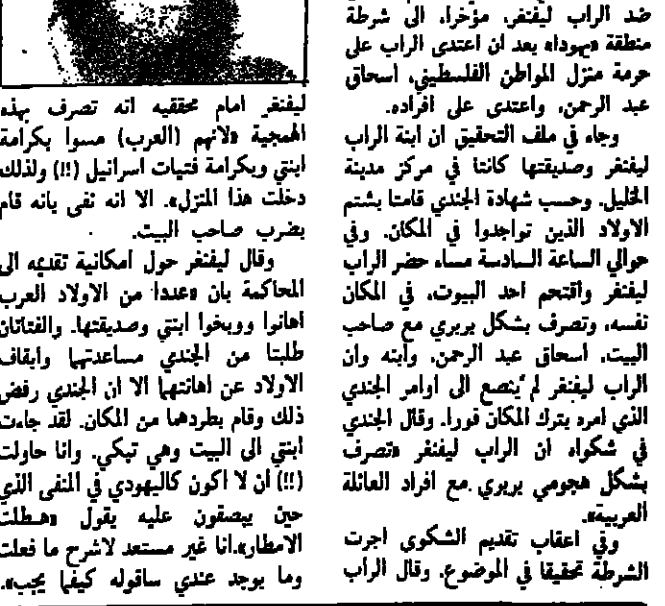 ضد الراب ليفنغر، مؤخرا، الى شرطة
منطقة «يهودا» بعد ان اعتدى الراب على
حرمة منزل المواطن الفلسطيني، اسحاق
عبد الرحمن، واعتدى على افراده.
وجاء في ملف التحقيق ان ابنة الراب
ليفنغر وصديقتها كانتا في مركز مدينة
الخليل. وحسب شهادة الجندي قامتا بشتم
الاولاد الذين تواجدوا في المكان. وفي
حوالي الساعة السادسة مساء حضر الراب
ليفنغر واقتحم احد البيوت، في المكان
نفسه، وتصرف بشكل بربري مع صاحب
البيت، اسحاق عبد الرحمن، وابنه وان
الراب ليفنغر لم ينصع الى اوامر الجندي
الذي امره بترك المكان فورا. وقال الجندي
في شكواه ان الراب ليفنغر «تصرف
بشكل هجومي بربري مع افراد العائلة
العربية».
وفي اعقاب تقديم الشكوى اجرت
الشرطة تحقيقا في الموضوع. وقال الراب
ليفنغر امام محققيه انه تصرف بهذه
الهمجية «لانهم (العرب) مسوا بكرامة
ابنتي وبكرامة فتيات اسرائيل (!!) ولذلك
دخلت هذا المنزل». الا انه نفى بانه قام
بضرب صاحب البيت.
وقال ليفنغر حول امكانية تقديمه الى
المحاكمة بان «عددا من الاولاد العرب
اهانوا ووبخوا ابنتي وصديقتها. والفتاتان
طلبتا من الجندي مساعدتهما وايقاف
الاولاد عن اهانتهما الا ان الجندي رفض
ذلك وقام بطردهما من المكان. لقد جاءت
ابنتي الى البيت وهي تبكي. وانا حاولت
(!!) ان لا اكون كاليهودي في المنفى الذي
حين يبصقون عليه يقول «هطلت
الامطار». انا غير مستعد لاشرح ما فعلت
وما يوجد عندي ساقوله كيفما يجب».